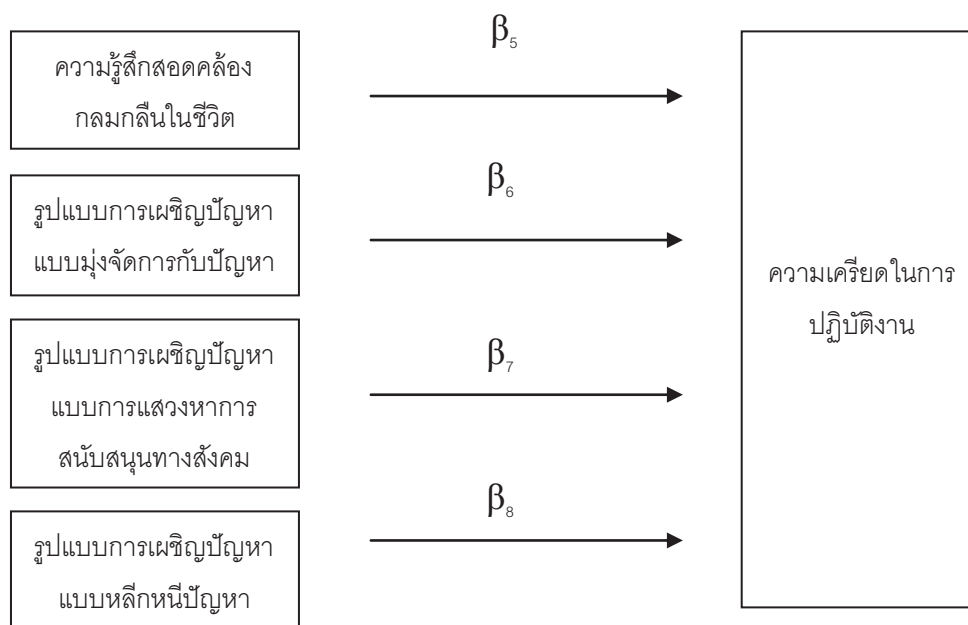 ความรู้สึกสอดคล้อง
กลมกลืนในชีวิต
β₅
รูปแบบการเผชิญปัญหา
แบบมุ่งจัดการกับปัญหา
β₆
รูปแบบการเผชิญปัญหา
แบบการแสวงหาการ
สนับสนุนทางสังคม
β₇
รูปแบบการเผชิญปัญหา
แบบหลีกหนีปัญหา
β₈
ความเครียดในการ
ปฏิบัติงาน